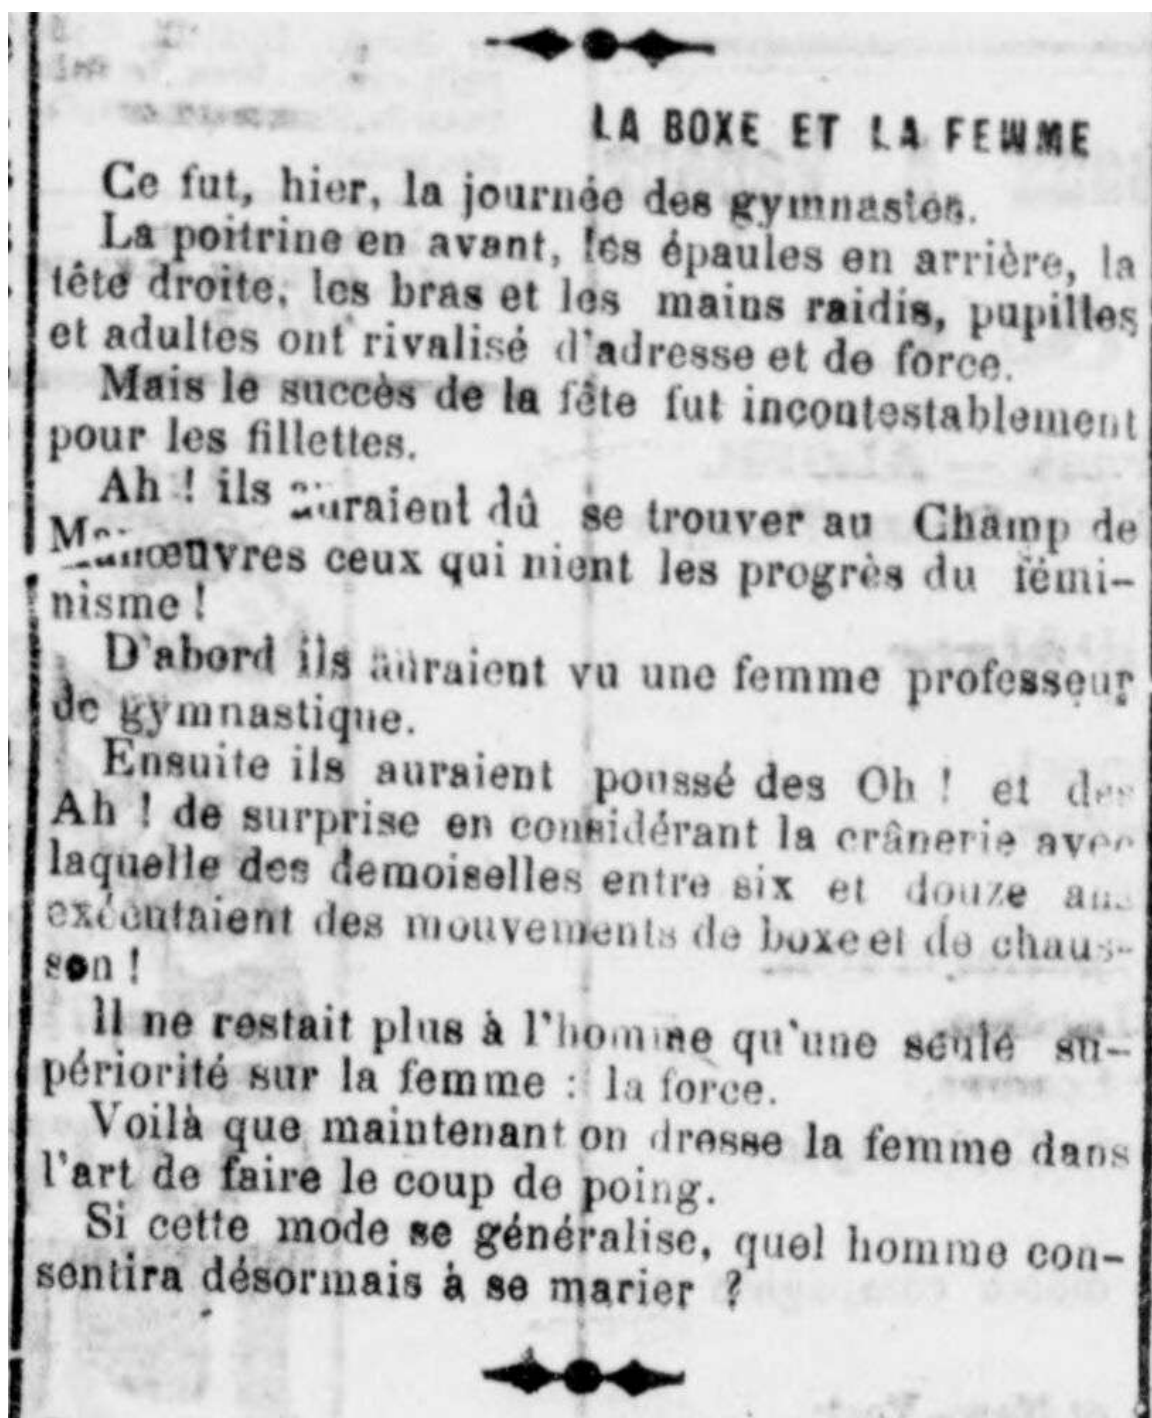 LA BOXE ET LA FEMME
Ce fut, hier, la journée des gymnastes.
La poitrine en avant, les épaules en arrière, la
tête droite, les bras et les mains raidis, pupilles
et adultes ont rivalisé d'adresse et de force.
Mais le succès de la fête fut incontestablement
pour les fillettes.
Ah ! ils auraient dû se trouver au Champ de
Manœuvres ceux qui nient les progrès du fémi-
nisme !
D'abord ils auraient vu une femme professeur
de gymnastique.
Ensuite ils auraient poussé des Oh ! et des
Ah ! de surprise en considérant la crânerie avec
laquelle des demoiselles entre six et douze ans
exécutaient des mouvements de boxe et de chaus-
son !
Il ne restait plus à l'homme qu'une seule su-
périorité sur la femme : la force.
Voilà que maintenant on dresse la femme dans
l'art de faire le coup de poing.
Si cette mode se généralise, quel homme con-
sentira désormais à se marier ?